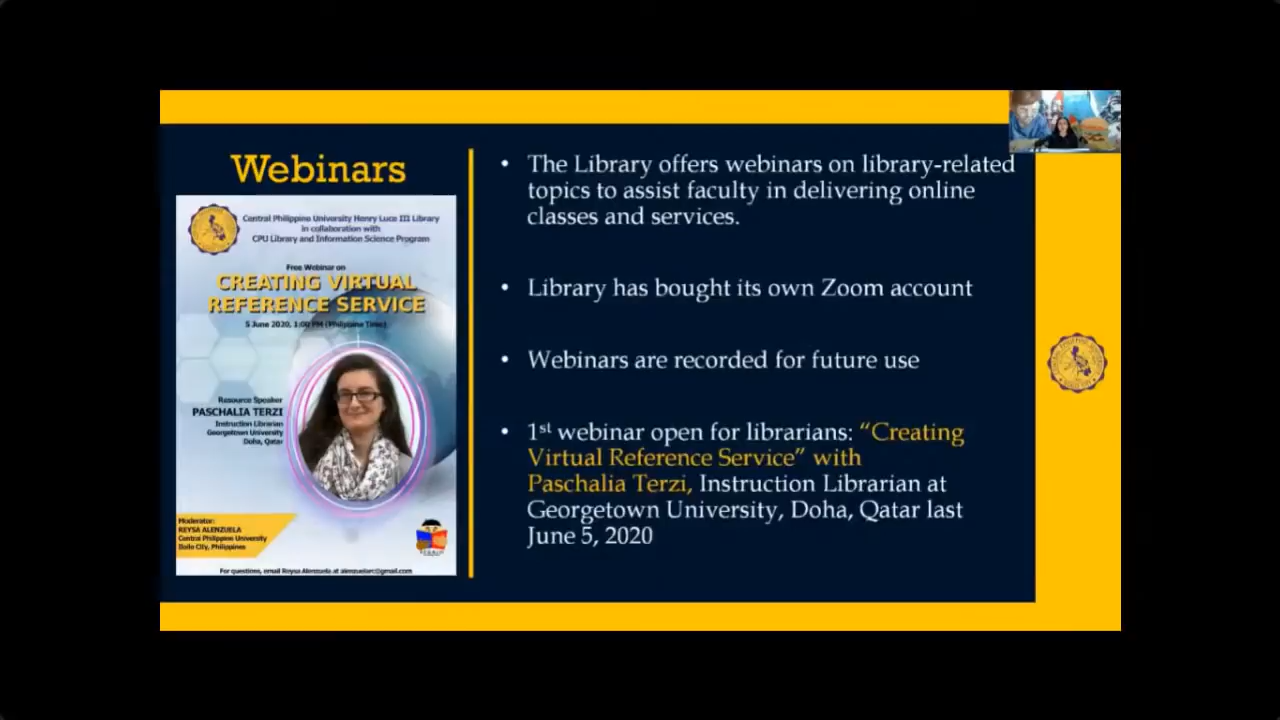 Webinars
Central Philippine University Henry Luce III Library
in collaboration with
CPU Library and Information Science Program
Free Webinar on
CREATING VIRTUAL
REFERENCE SERVICE
5 June 2020, 1:00 PM (Philippine Time)
Resource Speaker
PASCHALIA TERZI
Instruction Librarian
Georgetown University
Doha, Qatar
Moderator:
REYSA ALENZUELA
Central Philippine University
Iloilo City, Philippines
For questions, email Reysa Alenzuela at alenzuelarc@gmail.com
• The Library offers webinars on library-related
topics to assist faculty in delivering online
classes and services.
• Library has bought its own Zoom account
• Webinars are recorded for future use
• 1st webinar open for librarians: “Creating
Virtual Reference Service” with
Paschalia Terzi, Instruction Librarian at
Georgetown University, Doha, Qatar last
June 5, 2020